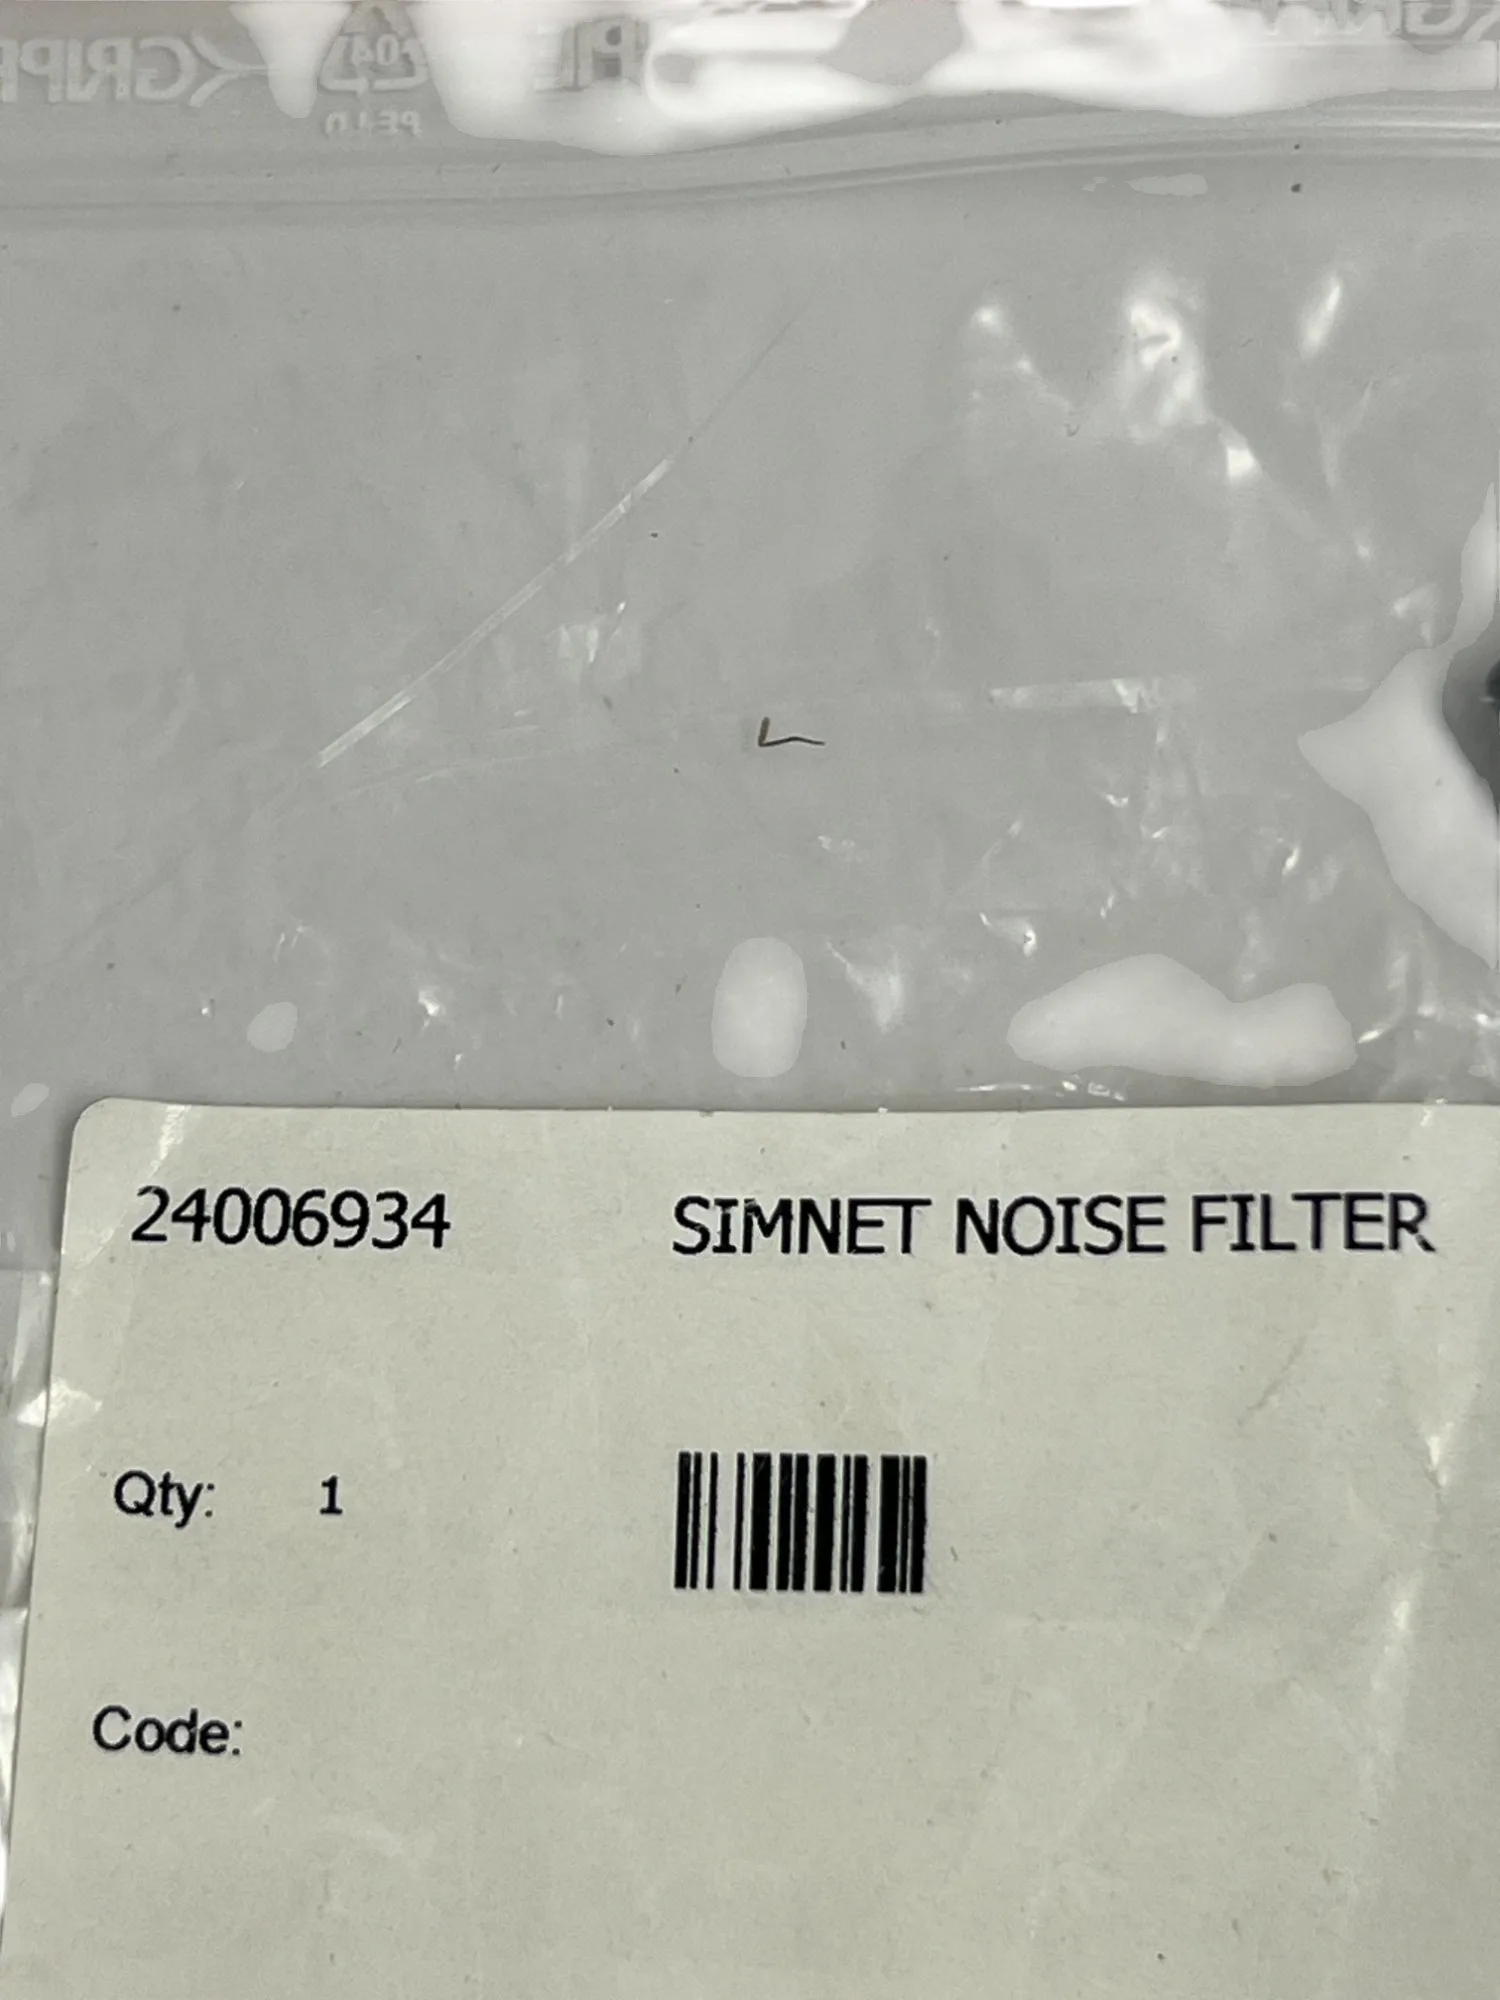 24006934 SIMNET NOISE FILTER
Qty: 1
Code: